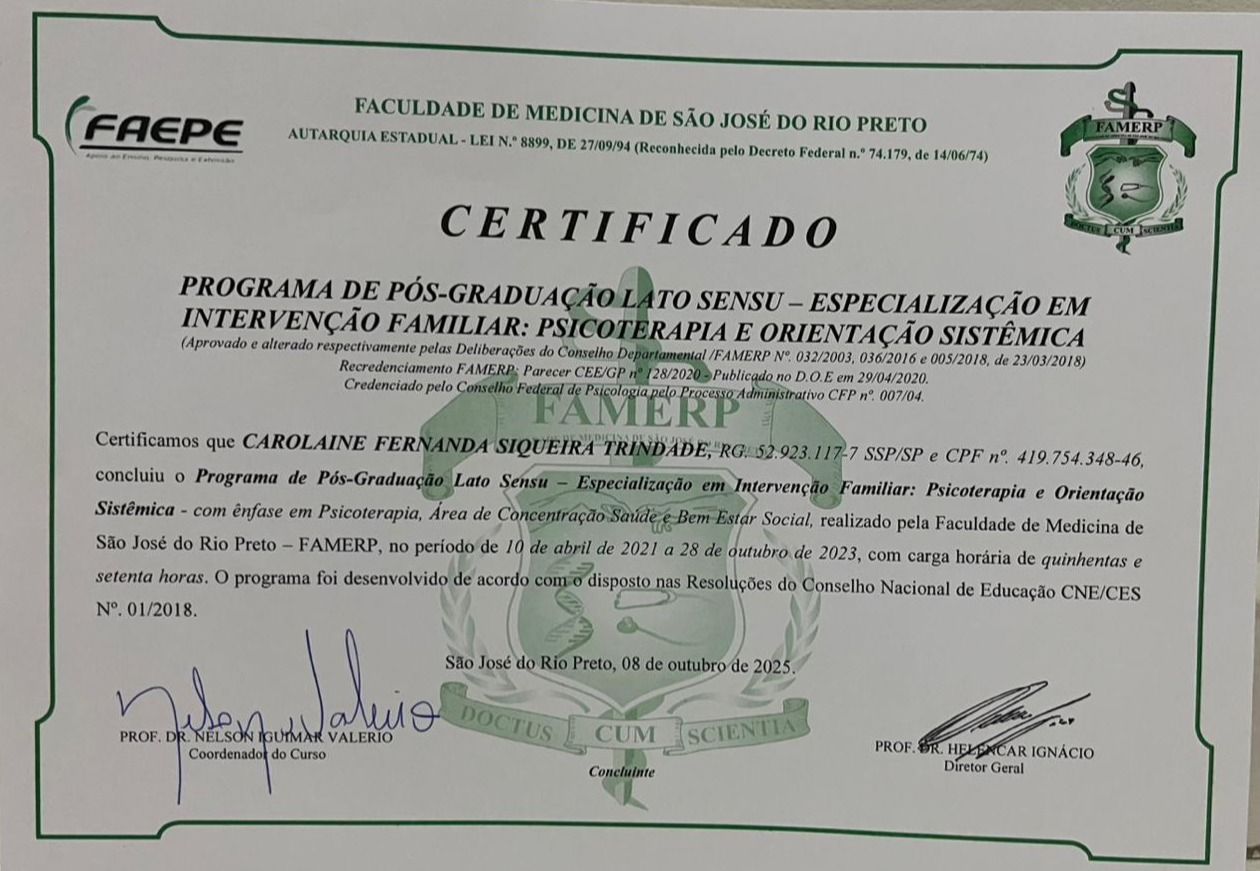 FAEPE
Apoio ao Ensino, Pesquisa e Extensão
FACULDADE DE MEDICINA DE SÃO JOSÉ DO RIO PRETO
AUTARQUIA ESTADUAL - LEI N.º 8899, DE 27/09/94 (Reconhecida pelo Decreto Federal n.º 74.179, de 14/06/74)
FAMERP
DOCTUS CUM SCIENTIA
CERTIFICADO
PROGRAMA DE PÓS-GRADUAÇÃO LATO SENSU – ESPECIALIZAÇÃO EM
INTERVENÇÃO FAMILIAR: PSICOTERAPIA E ORIENTAÇÃO SISTÊMICA
(Aprovado e alterado respectivamente pelas Deliberações do Conselho Departamental /FAMERP Nº. 032/2003, 036/2016 e 005/2018, de 23/03/2018)
Recredenciamento FAMERP: Parecer CEE/GP nº 128/2020 - Publicado no D.O.E em 29/04/2020.
Credenciado pelo Conselho Federal de Psicologia pelo Processo Administrativo CFP nº. 007/04.
FAMERP
Certificamos que CAROLAINE FERNANDA SIQUEIRA TRINDADE, RG. 52.923.117-7 SSP/SP e CPF nº. 419.754.348-46,
concluiu o Programa de Pós-Graduação Lato Sensu – Especialização em Intervenção Familiar: Psicoterapia e Orientação
Sistêmica - com ênfase em Psicoterapia, Área de Concentração Saúde e Bem Estar Social, realizado pela Faculdade de Medicina de
São José do Rio Preto – FAMERP, no período de 10 de abril de 2021 a 28 de outubro de 2023, com carga horária de quinhentas e
setenta horas. O programa foi desenvolvido de acordo com o disposto nas Resoluções do Conselho Nacional de Educação CNE/CES
Nº. 01/2018.
São José do Rio Preto, 08 de outubro de 2025.
Nelson I Valerio
PROF. DR. NELSON IGUIMAR VALERIO
Coordenador do Curso
DOCTUS CUM SCIENTIA
Concluinte
PROF. DR. HELENCAR IGNÁCIO
Diretor Geral